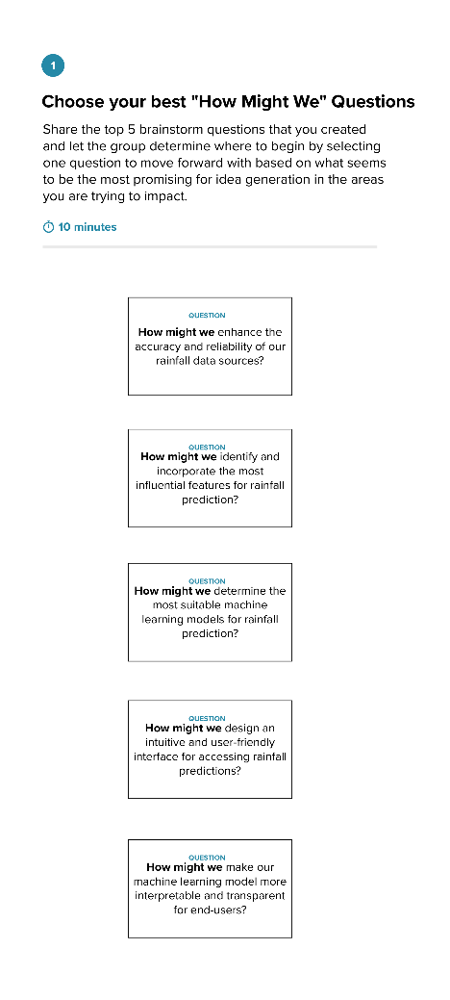 1
Choose your best "How Might We" Questions
Share the top 5 brainstorm questions that you created
and let the group determine where to begin by selecting
one question to move forward with based on what seems
to be the most promising for idea generation in the areas
you are trying to impact.
10 minutes
QUESTION
How might we enhance the
accuracy and reliability of our
rainfall data sources?
QUESTION
How might we identify and
incorporate the most
influential features for rainfall
prediction?
QUESTION
How might we determine the
most suitable machine
learning models for rainfall
prediction?
QUESTION
How might we design an
intuitive and user-friendly
interface for accessing rainfall
predictions?
QUESTION
How might we make our
machine learning model more
interpretable and transparent
for end-users?